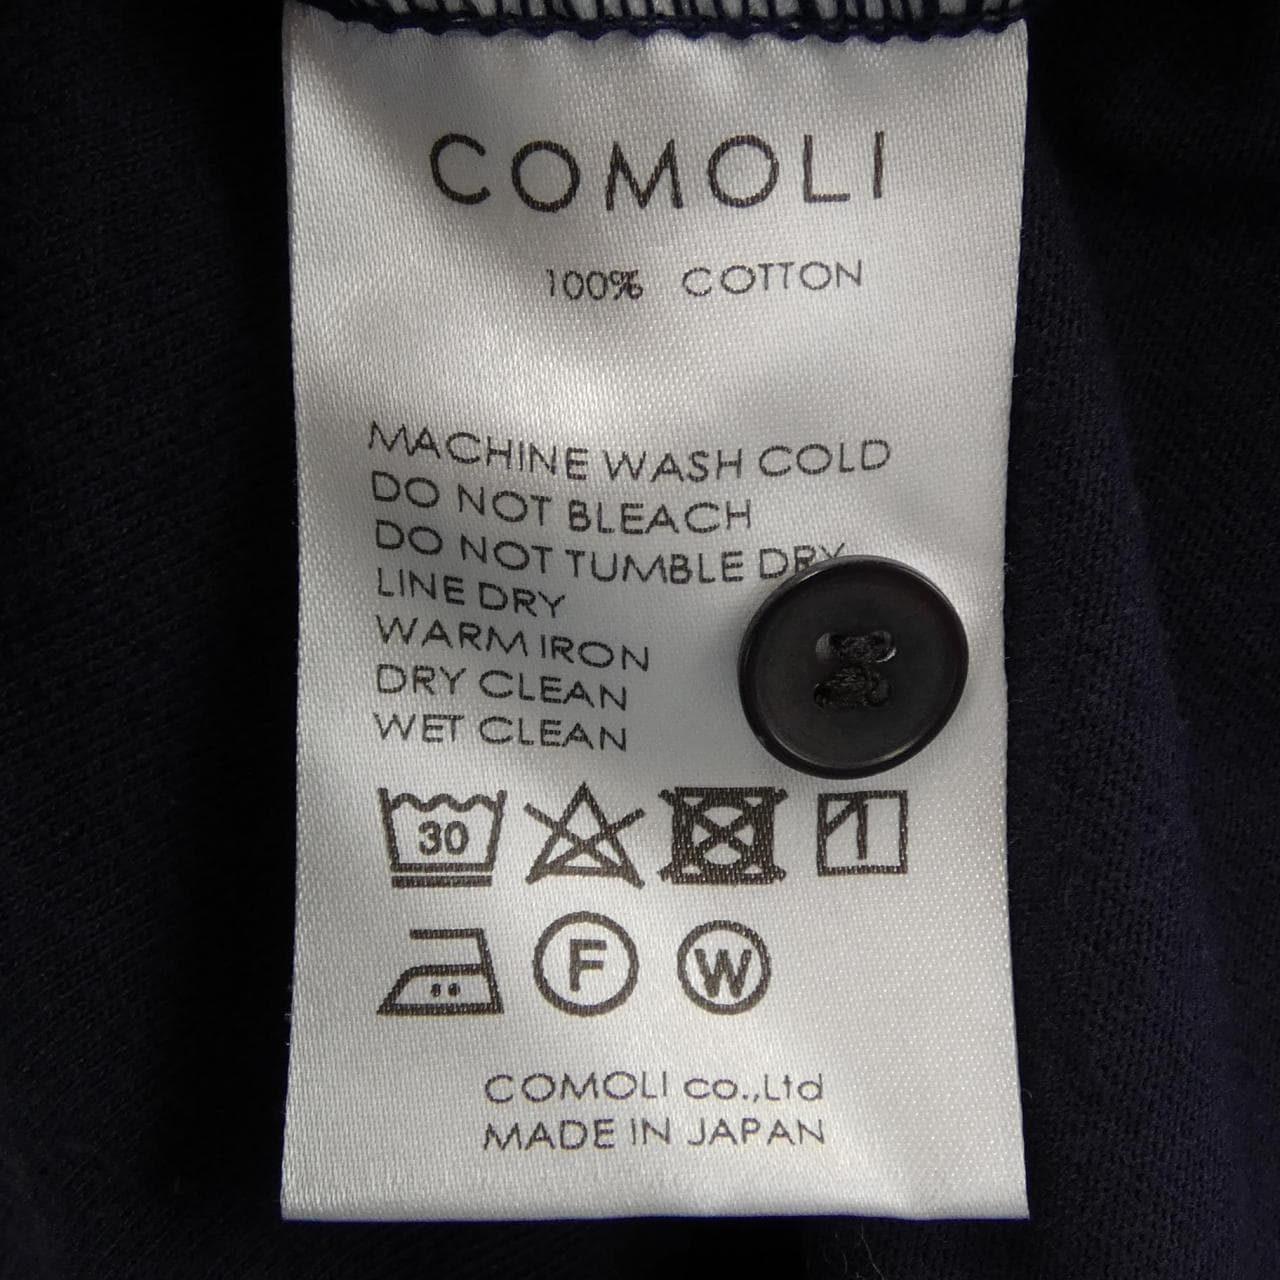 COMOLI
100% COTTON
MACHINE WASH COLD
DO NOT BLEACH
DO NOT TUMBLE DRY
LINE DRY
WARM IRON
DRY CLEAN
WET CLEAN
30
F W
COMOLI co.,Ltd
MADE IN JAPAN